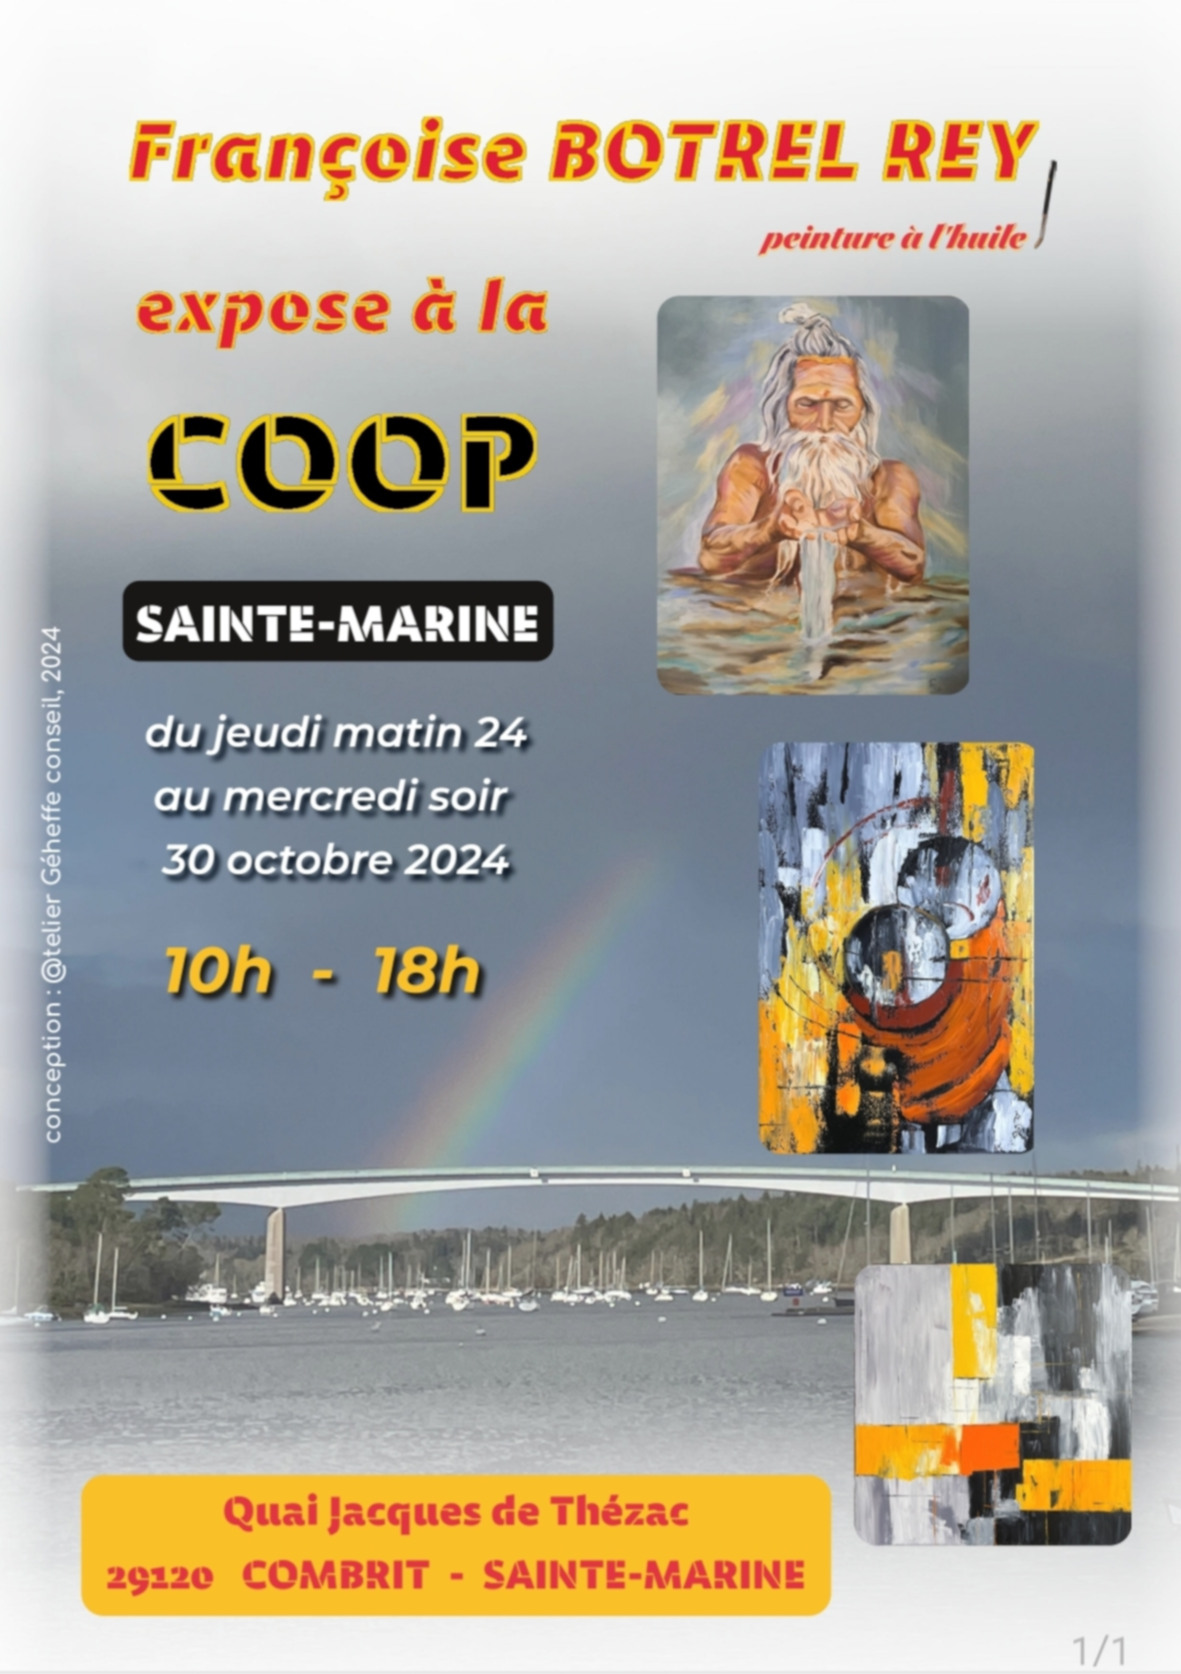 Françoise BOTREL REY
peinture à l'huile
expose à la
COOP
SAINTE-MARINE
du jeudi matin 24
au mercredi soir
30 octobre 2024
10h - 18h
conception : @telier Géheffe conseil, 2024
Quai Jacques de Thézac
29120 COMBRIT - SAINTE-MARINE
1/1